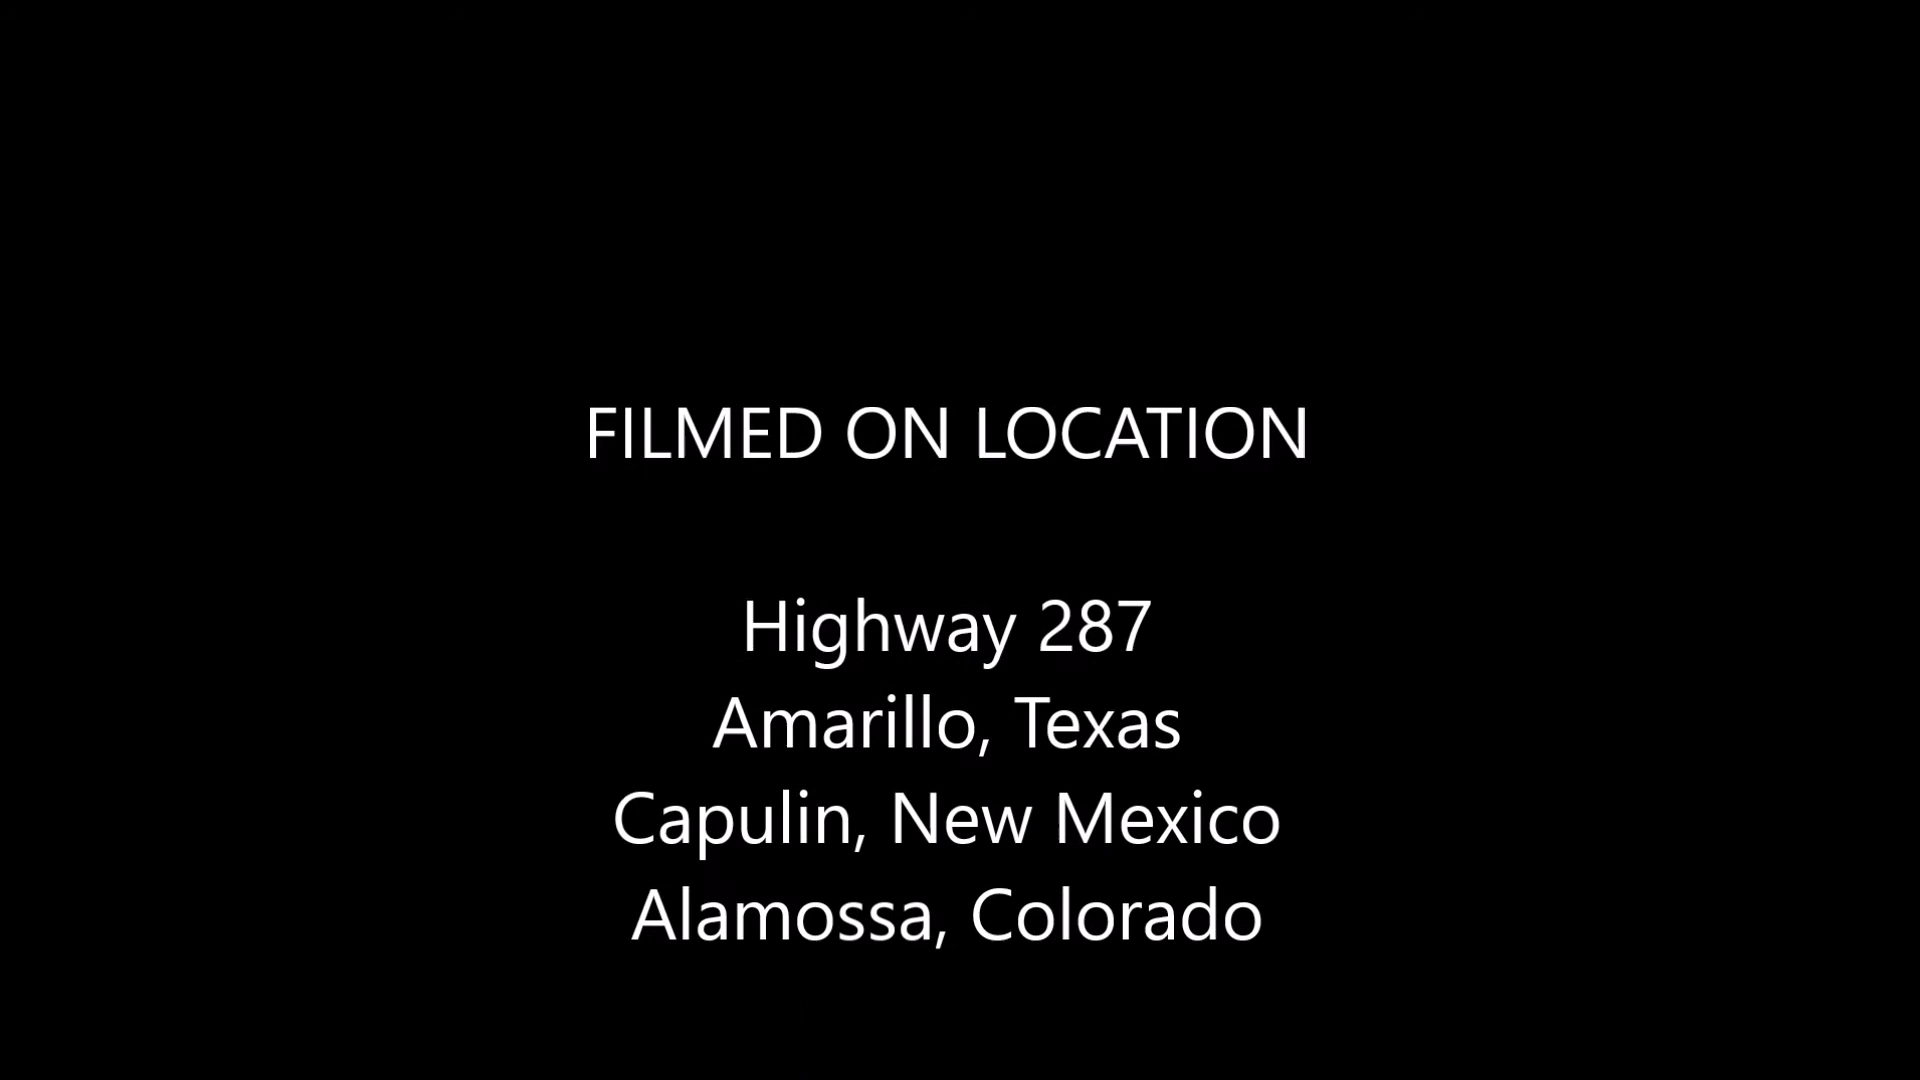 FILMED ON LOCATION
Highway 287
Amarillo, Texas
Capulin, New Mexico
Alamossa, Colorado